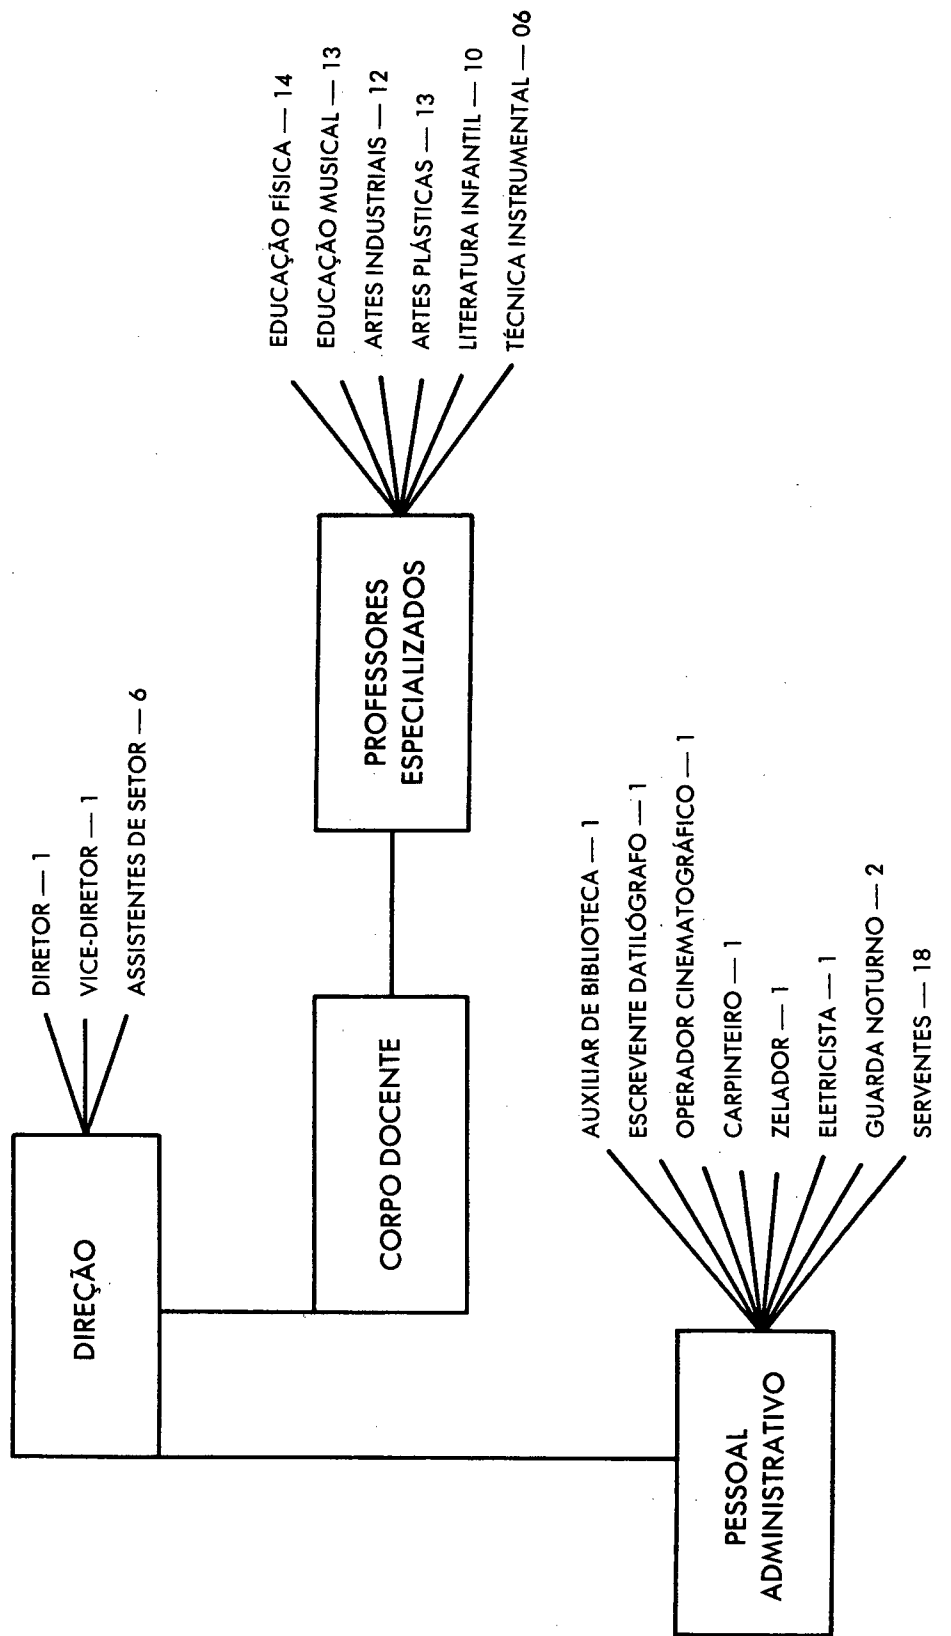 DIREÇÃO
DIRETOR — 1
VICE-DIRETOR — 1
ASSISTENTES DE SETOR — 6
CORPO DOCENTE
PROFESSORES
ESPECIALIZADOS
EDUCAÇÃO FÍSICA — 14
EDUCAÇÃO MUSICAL — 13
ARTES INDUSTRIAIS — 12
ARTES PLÁSTICAS — 13
LITERATURA INFANTIL — 10
TÉCNICA INSTRUMENTAL — 06
PESSOAL
ADMINISTRATIVO
AUXILIAR DE BIBLIOTECA — 1
ESCREVENTE DATILÓGRAFO — 1
OPERADOR CINEMATOGRÁFICO — 1
CARPINTEIRO — 1
ZELADOR — 1
ELETRICISTA — 1
GUARDA NOTURNO — 2
SERVENTES — 18